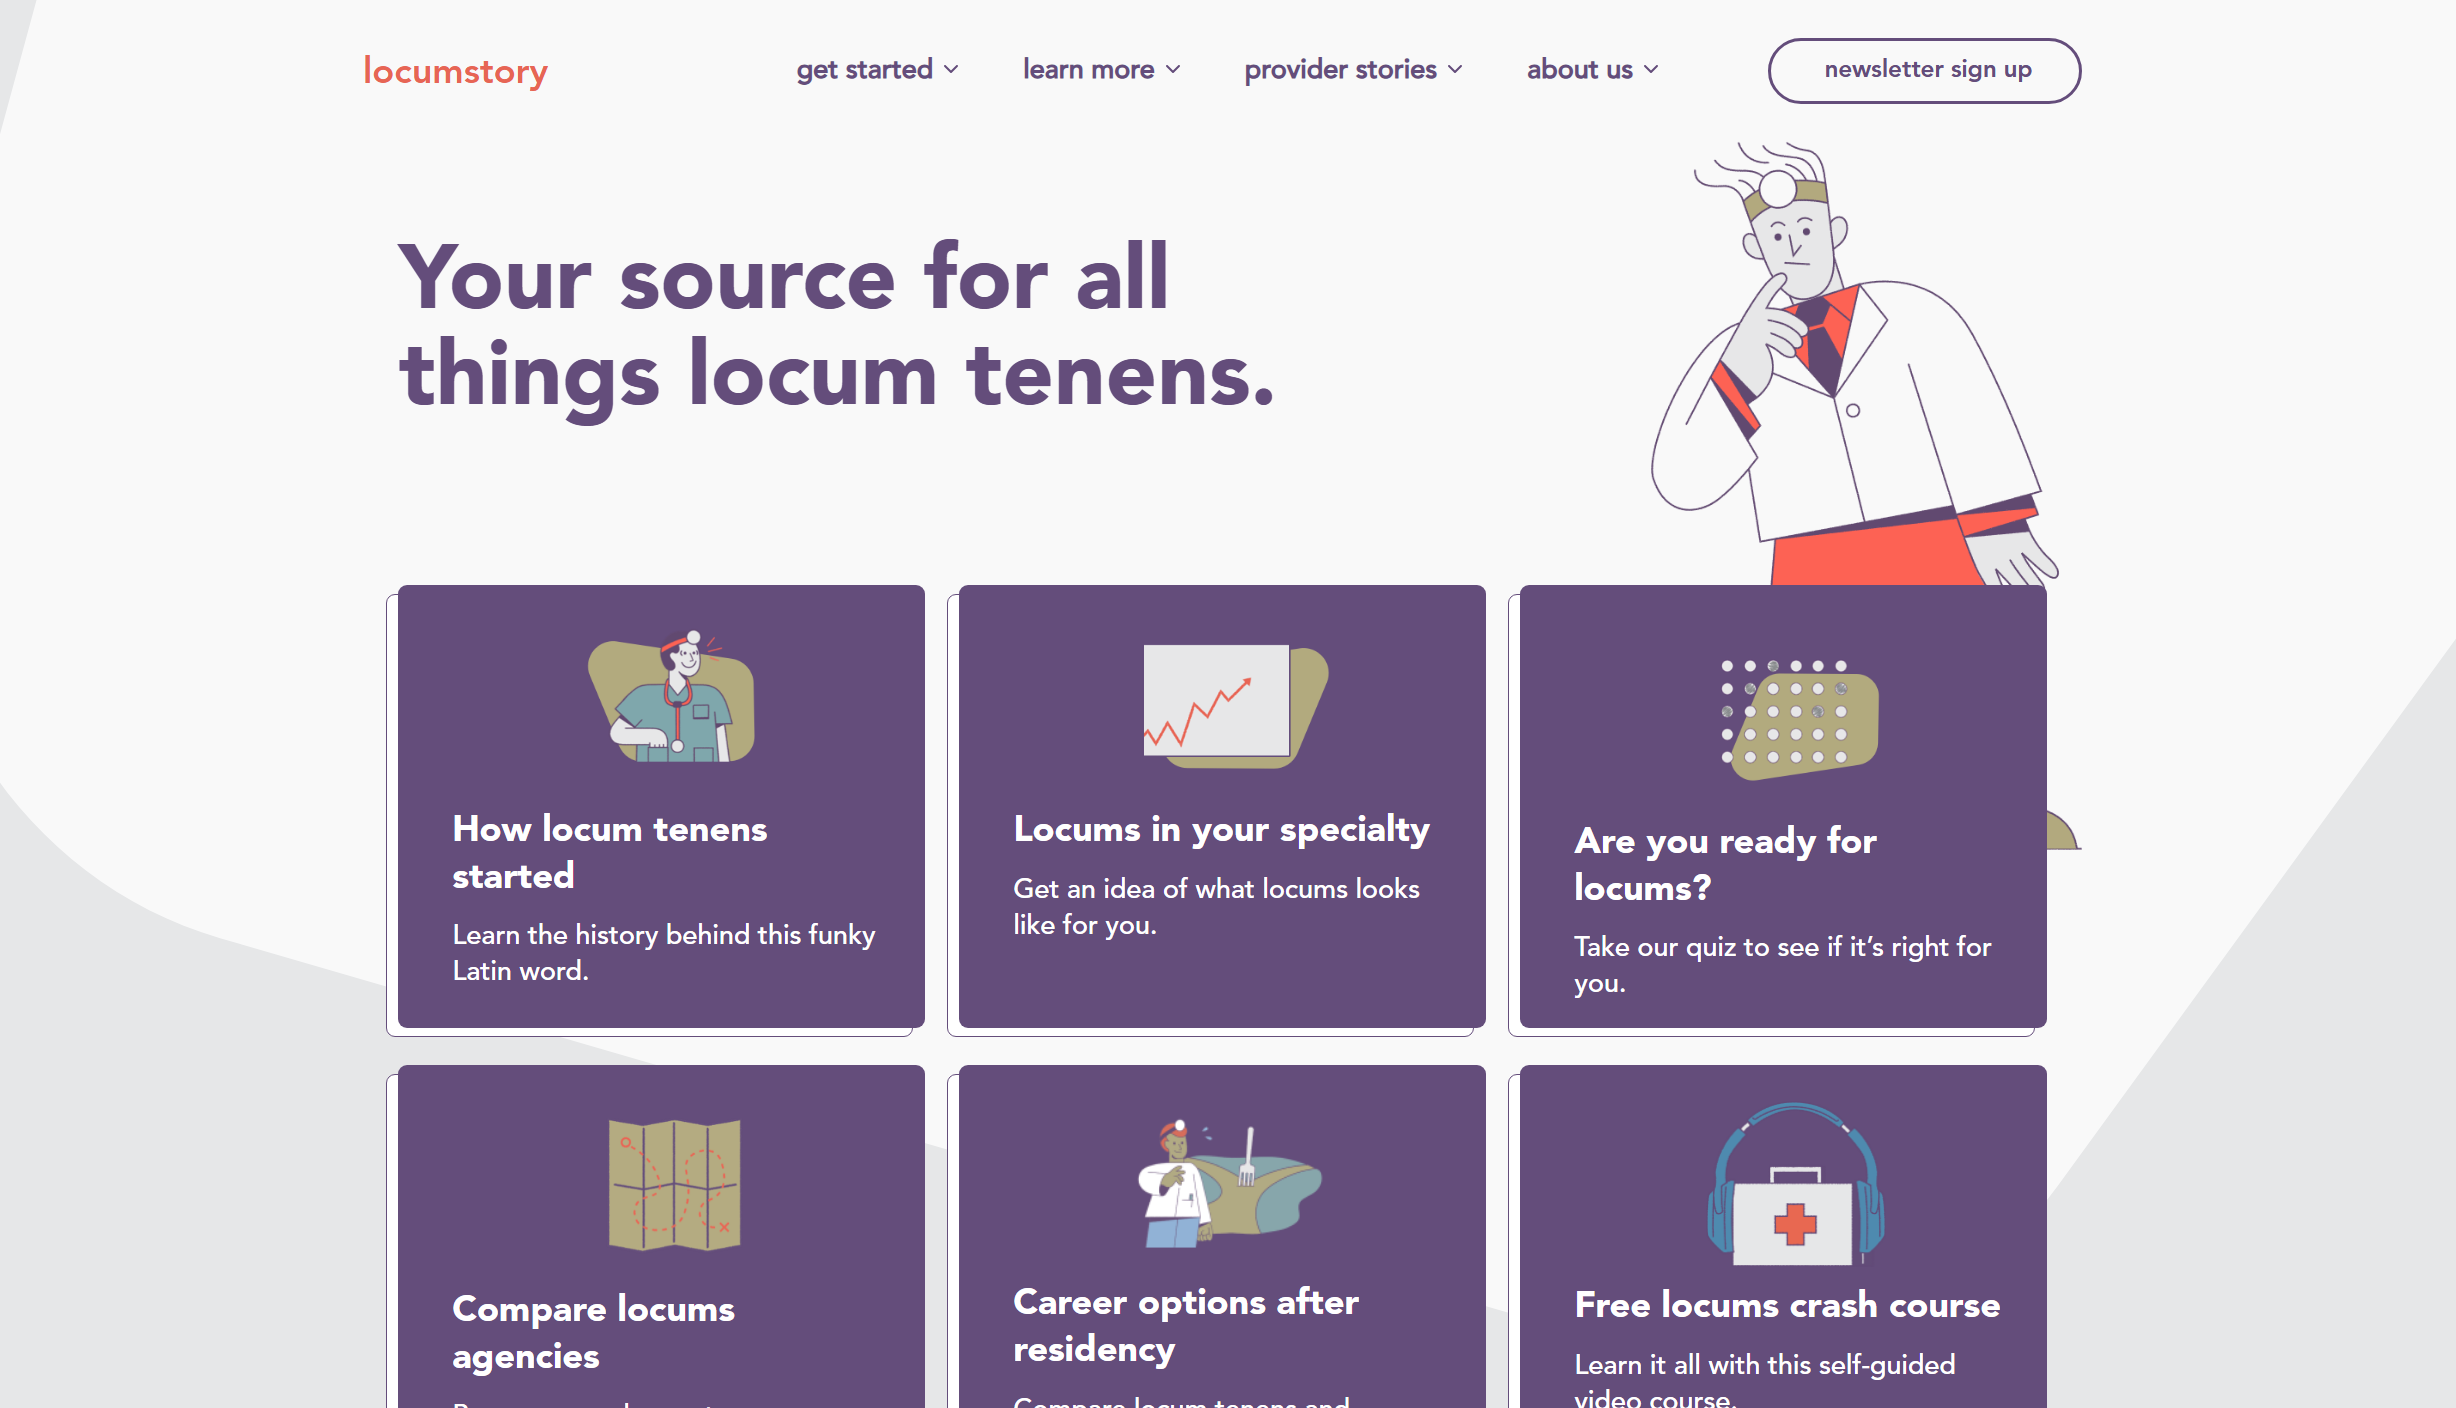 locumstory
get started
learn more
provider stories
about us
newsletter sign up
Your source for all
things locum tenens.
How locum tenens
started
Learn the history behind this funky
Latin word.
Locums in your specialty
Get an idea of what locums looks
like for you.
Are you ready for
locums?
Take our quiz to see if it’s right for
you.
Compare locums
agencies
Career options after
residency
Compare locum tenens and
Free locums crash course
Learn it all with this self-guided
video course.